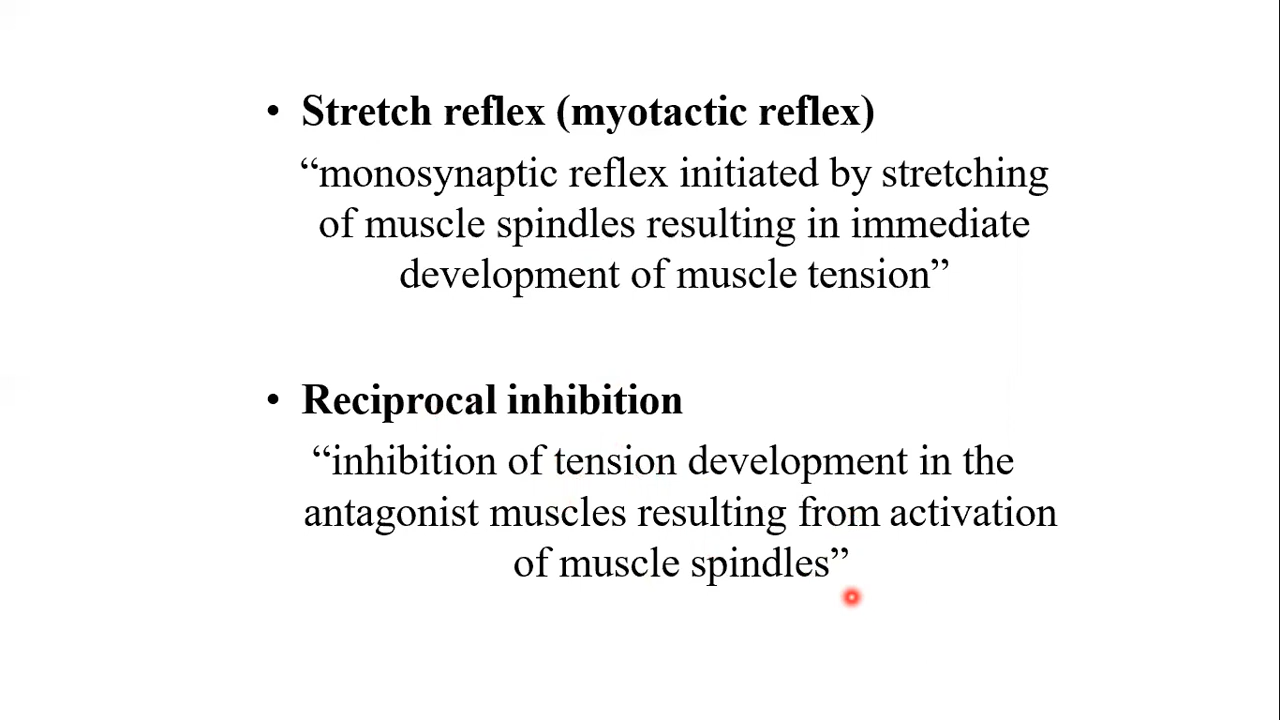 • Stretch reflex (myotactic reflex)
“monosynaptic reflex initiated by stretching
of muscle spindles resulting in immediate
development of muscle tension”
• Reciprocal inhibition
“inhibition of tension development in the
antagonist muscles resulting from activation
of muscle spindles”